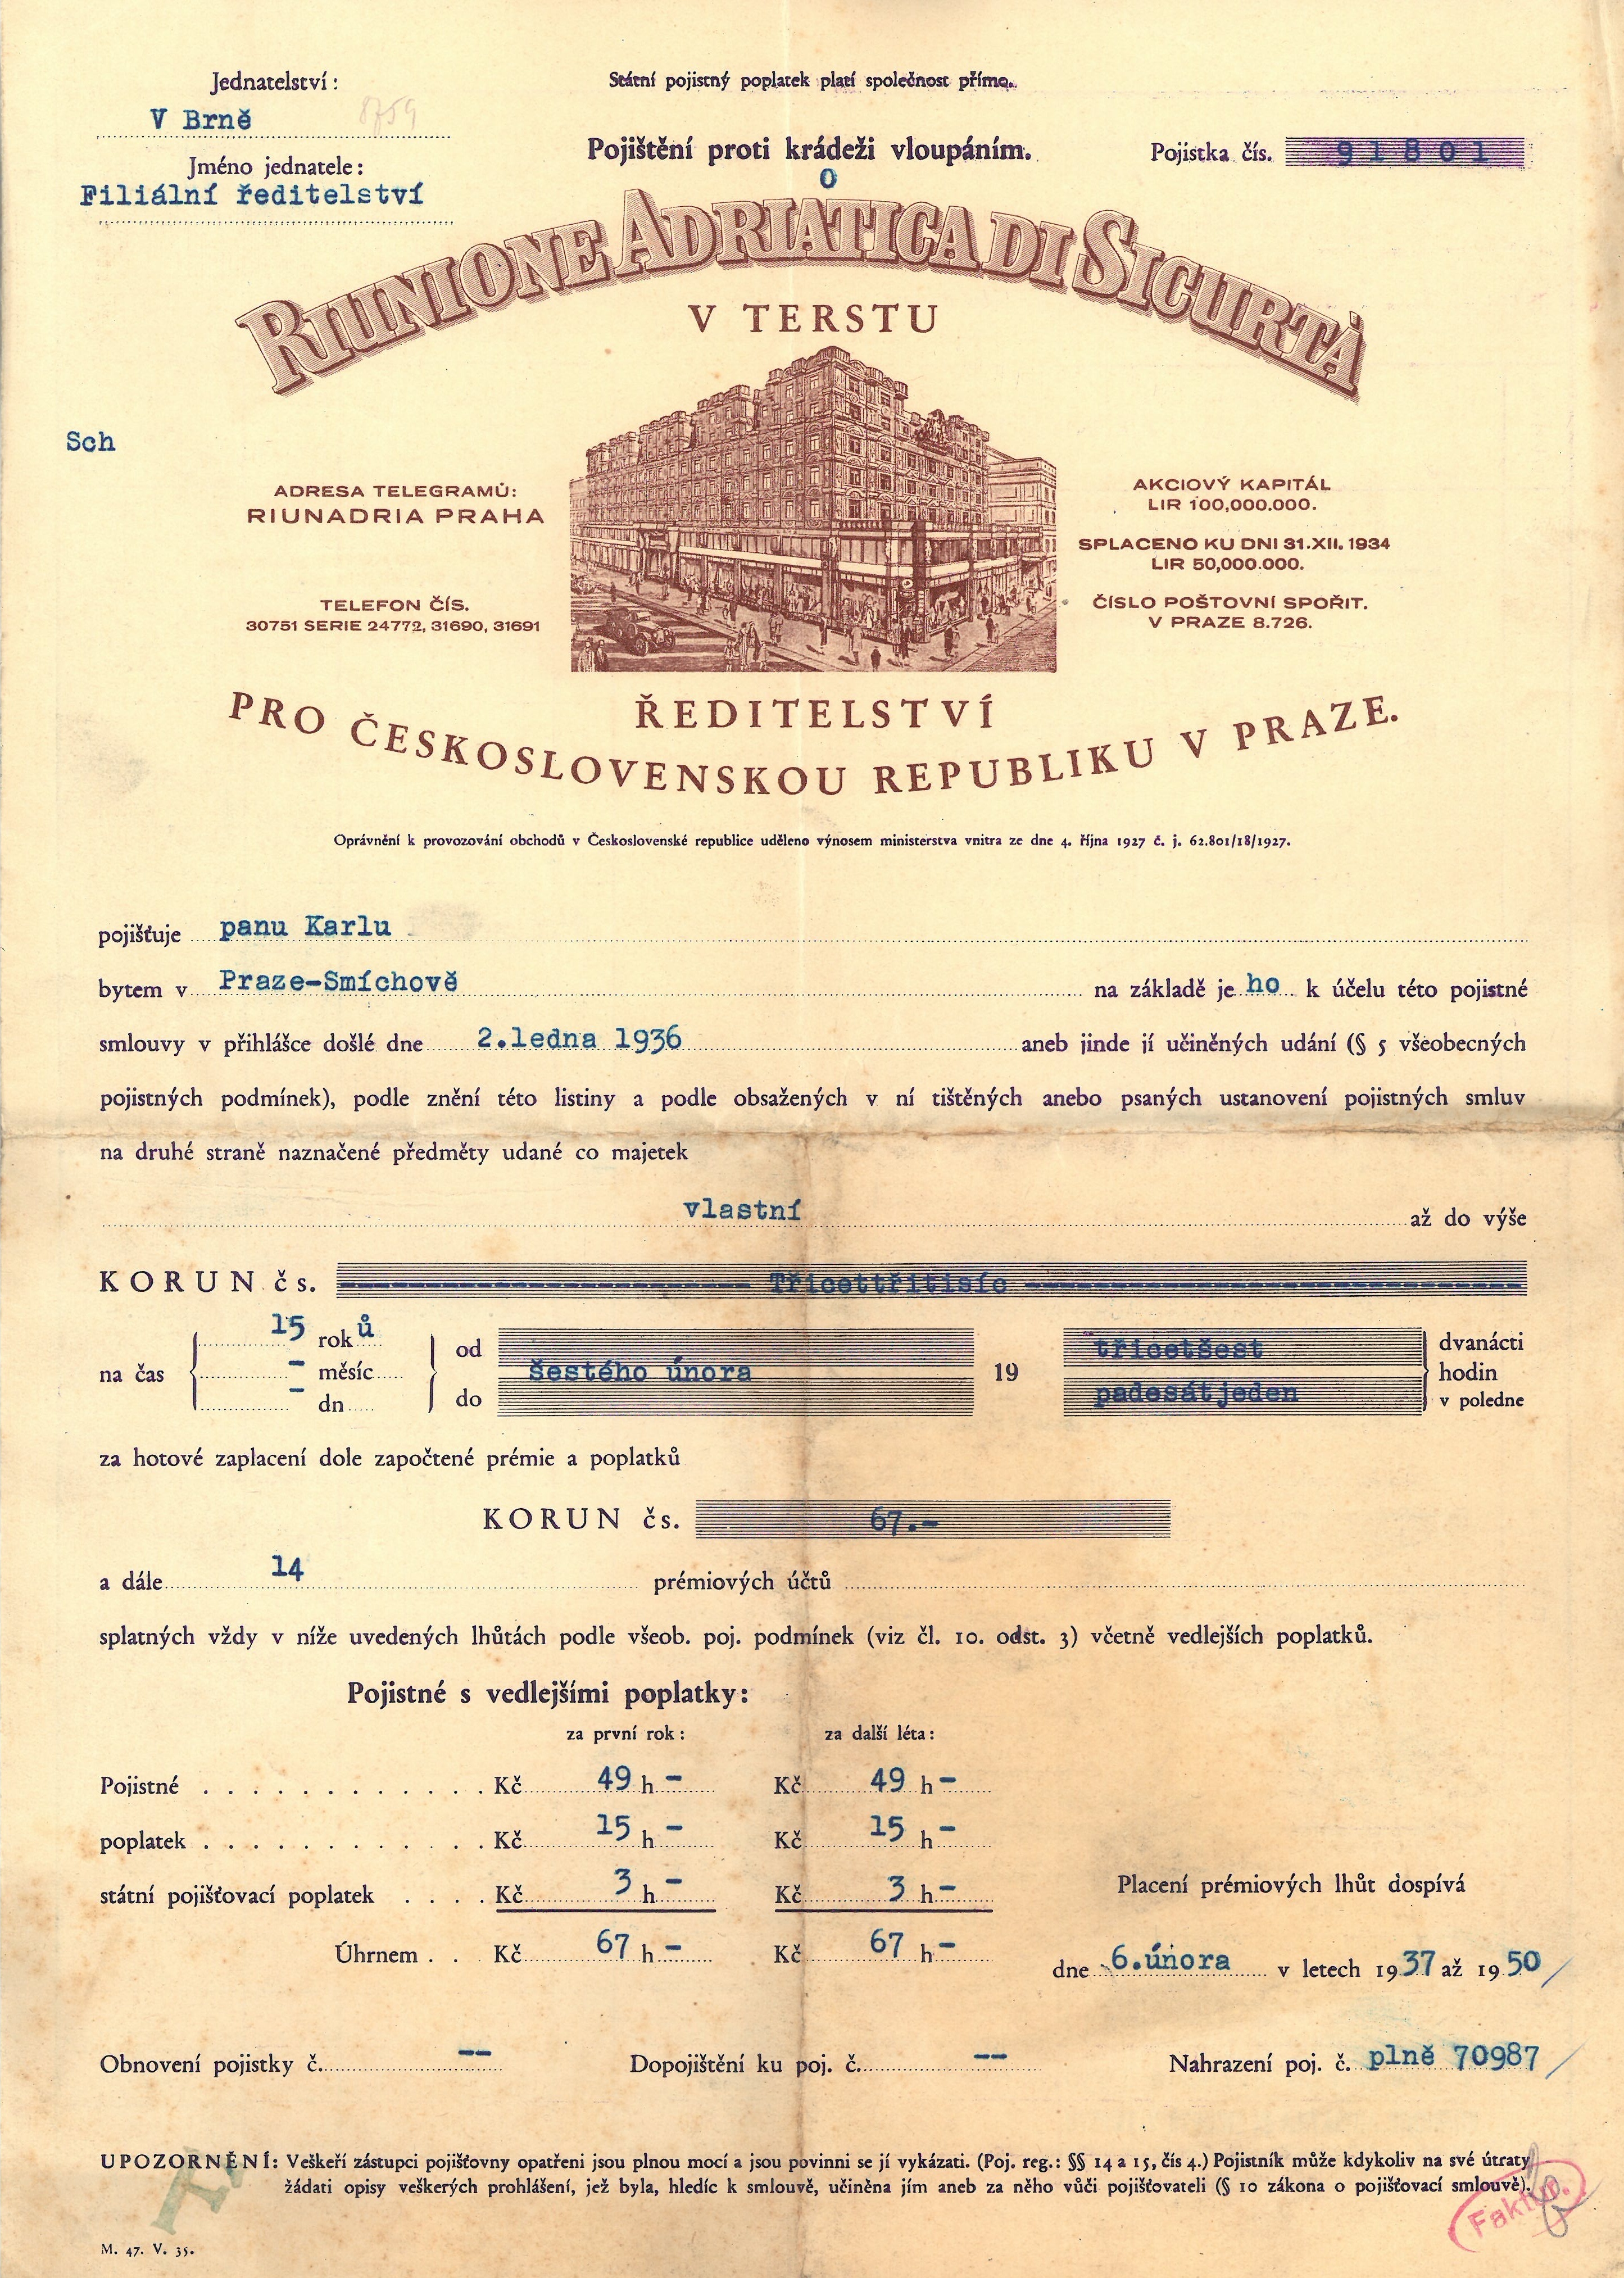 Jednatelství:
V Brně
8759
Jméno jednatele:
Filiální ředitelství
Státní pojistný poplatek platí společnost přímo.
Pojištění proti krádeži vloupáním.
O
Pojistka čís. 91801
RIUNIONE ADRIATICA DI SICURTÀ
V TERSTU
Sch
ADRESA TELEGRAMŮ:
RIUNADRIA PRAHA
TELEFON ČÍS.
30751 SERIE 24772, 31690, 31691
AKCIOVÝ KAPITÁL
LIR 100,000.000.
SPLACENO KU DNI 31.XII. 1934
LIR 50,000.000.
ČÍSLO POŠTOVNÍ SPOŘIT.
V PRAZE 8.726.
ŘEDITELSTVÍ
PRO ČESKOSLOVENSKOU REPUBLIKU V PRAZE.
Oprávnění k provozování obchodů v Československé republice uděleno výnosem ministerstva vnitra ze dne 4. října 1927 č. j. 62.801/18/1927.
pojišťuje panu Karlu
bytem v Praze-Smíchově na základě je ho k účelu této pojistné
smlouvy v přihlášce došlé dne 2.ledna 1936 aneb jinde jí učiněných udání (§ 5 všeobecných
pojistných podmínek), podle znění této listiny a podle obsažených v ní tištěných anebo psaných ustanovení pojistných smluv
na druhé straně naznačené předměty udané co majetek
vlastní až do výše
KORUN čs. Třicettřitisíc
na čas
15 roků
- měsíc
- dn
od
do
šestého února
19
třicetšest
padesátjeden
dvanácti
hodin
v poledne
za hotové zaplacení dole započtené prémie a poplatků
KORUN čs. 67.-
a dále 14 prémiových účtů
splatných vždy v níže uvedených lhůtách podle všeob. poj. podmínek (viz čl. 10. odst. 3) včetně vedlejších poplatků.
Pojistné s vedlejšími poplatky:
za první rok: za další léta:
Pojistné . . . . . . . . . . . . Kč 49 h - Kč 49 h -
poplatek . . . . . . . . . . . . Kč 15 h - Kč 15 h -
státní pojišťovací poplatek . . . . Kč 3 h - Kč 3 h -
Úhrnem . . Kč 67 h - Kč 67 h -
Placení prémiových lhůt dospívá
dne 6.února v letech 1937 až 1950/
Obnovení pojistky č. -- Dopojištění ku poj. č. -- Nahrazení poj. č. plně 70987/
UPOZORNĚNÍ: Veškeří zástupci pojišťovny opatřeni jsou plnou mocí a jsou povinni se jí vykázati. (Poj. reg.: §§ 14 a 15, čís 4.) Pojistník může kdykoliv na své útraty
žádati opisy veškerých prohlášení, jež byla, hledíc k smlouvě, učiněna jím aneb za něho vůči pojišťovateli (§ 10 zákona o pojišťovací smlouvě).
M. 47. V. 35.